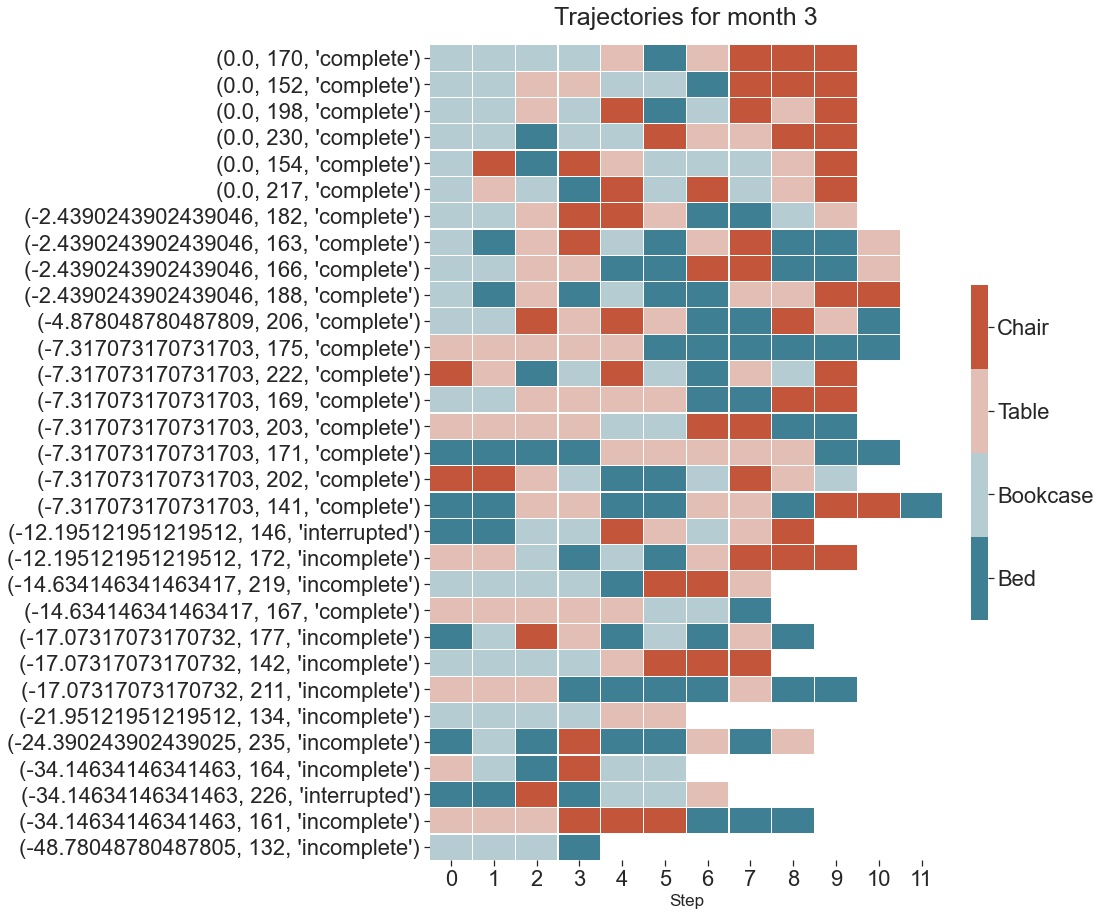 Trajectories for month 3
(0.0, 170, 'complete')
(0.0, 152, 'complete')
(0.0, 198, 'complete')
(0.0, 230, 'complete')
(0.0, 154, 'complete')
(0.0, 217, 'complete')
(-2.4390243902439046, 182, 'complete')
(-2.4390243902439046, 163, 'complete')
(-2.4390243902439046, 166, 'complete')
(-2.4390243902439046, 188, 'complete')
(-4.878048780487809, 206, 'complete')
(-7.317073170731703, 175, 'complete')
(-7.317073170731703, 222, 'complete')
(-7.317073170731703, 169, 'complete')
(-7.317073170731703, 203, 'complete')
(-7.317073170731703, 171, 'complete')
(-7.317073170731703, 202, 'complete')
(-7.317073170731703, 141, 'complete')
(-12.195121951219512, 146, 'interrupted')
(-12.195121951219512, 172, 'incomplete')
(-14.634146341463417, 219, 'incomplete')
(-14.634146341463417, 167, 'complete')
(-17.07317073170732, 177, 'incomplete')
(-17.07317073170732, 142, 'incomplete')
(-17.07317073170732, 211, 'incomplete')
(-21.95121951219512, 134, 'incomplete')
(-24.390243902439025, 235, 'incomplete')
(-34.14634146341463, 164, 'incomplete')
(-34.14634146341463, 226, 'interrupted')
(-34.14634146341463, 161, 'incomplete')
(-48.78048780487805, 132, 'incomplete')
0 1 2 3 4 5 6 7 8 9 10 11
Step
Chair
Table
Bookcase
Bed